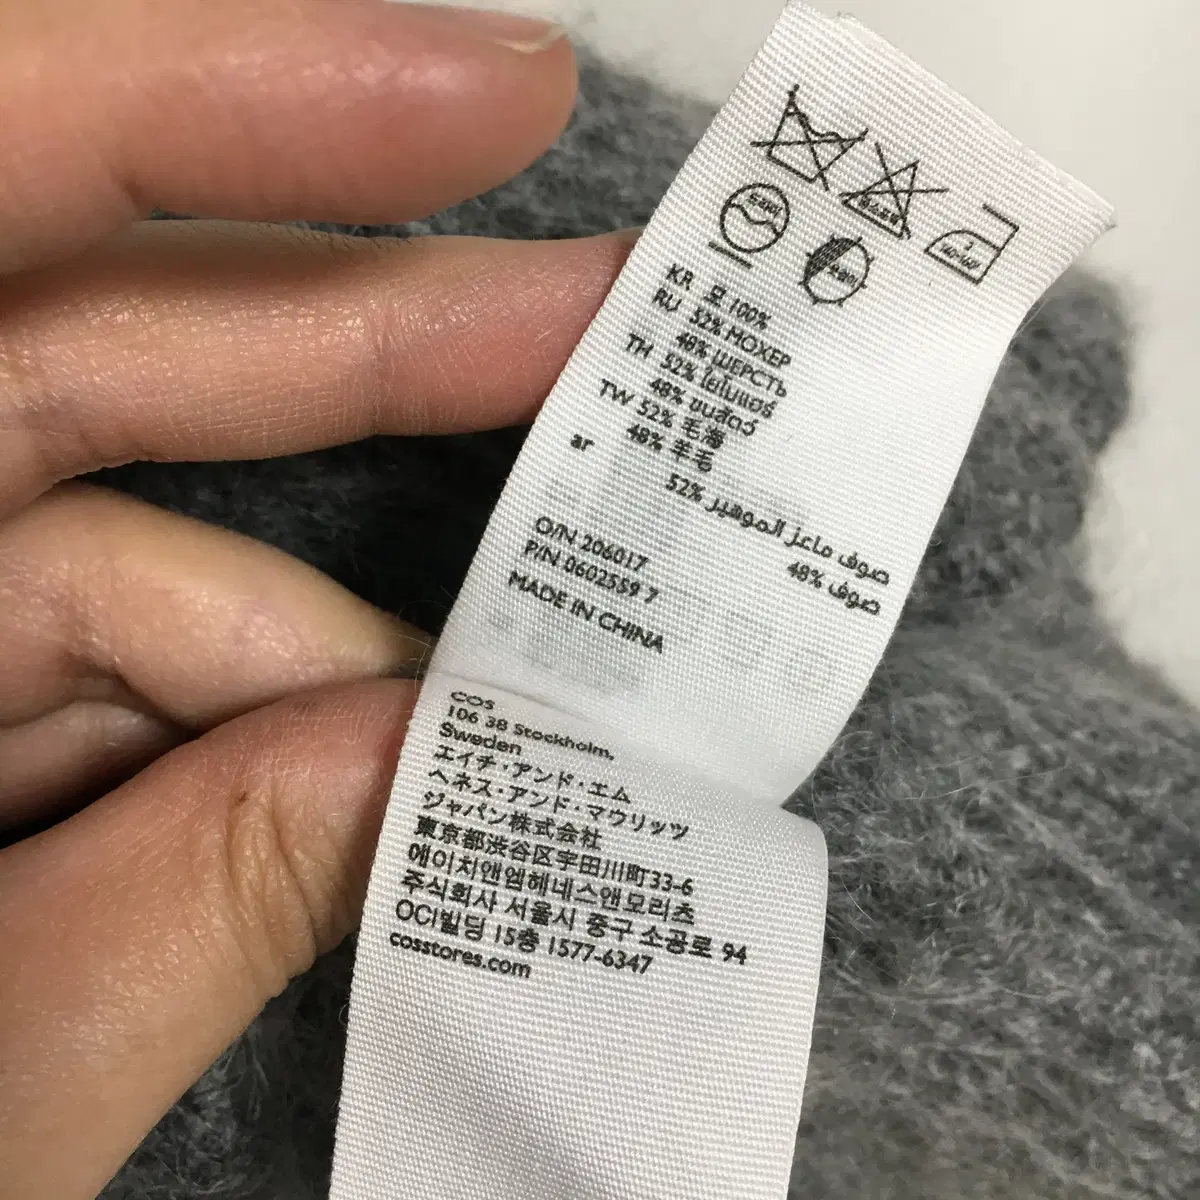 KR 모 100%
RU 52% МОХЕР
48% ШЕРСТЬ
TH 52% ใยโมแฮร์
48% ขนสัตว์
TW 52% 毛海
48% 羊毛
ar
52% صوف ماعز الموهير
48% صوف
O/N 206017
P/N 0602559 7
MADE IN CHINA
COS
106 38 Stockholm,
Sweden
エイチ・アンド・エム
ヘネス・アンド・マウリッツ
ジャパン株式会社
東京都渋谷区宇田川町33-6
에이치앤엠헤네스앤모리츠
주식회사 서울시 중구 소공로 94
OCI빌딩 15층 1577-6347
cosstores.com